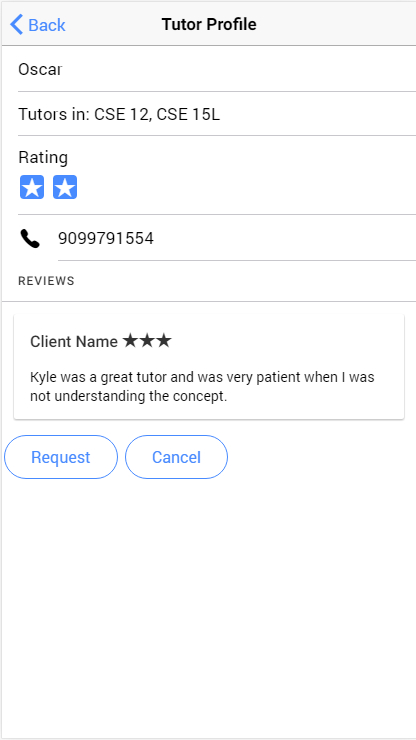 Back Tutor Profile
Oscar
Tutors in: CSE 12, CSE 15L
Rating
9099791554
REVIEWS
Client Name ★★★
Kyle was a great tutor and was very patient when I was
not understanding the concept.
Request Cancel